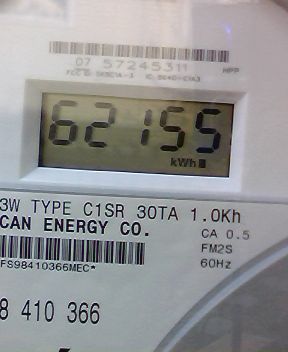 07 57245311
HPP
62155
kWh
3W TYPE C1SR 30TA 1.0Kh
CAN ENERGY CO.
CA 0.5
FM2S
FS98410366MEC*
60Hz
8 410 366